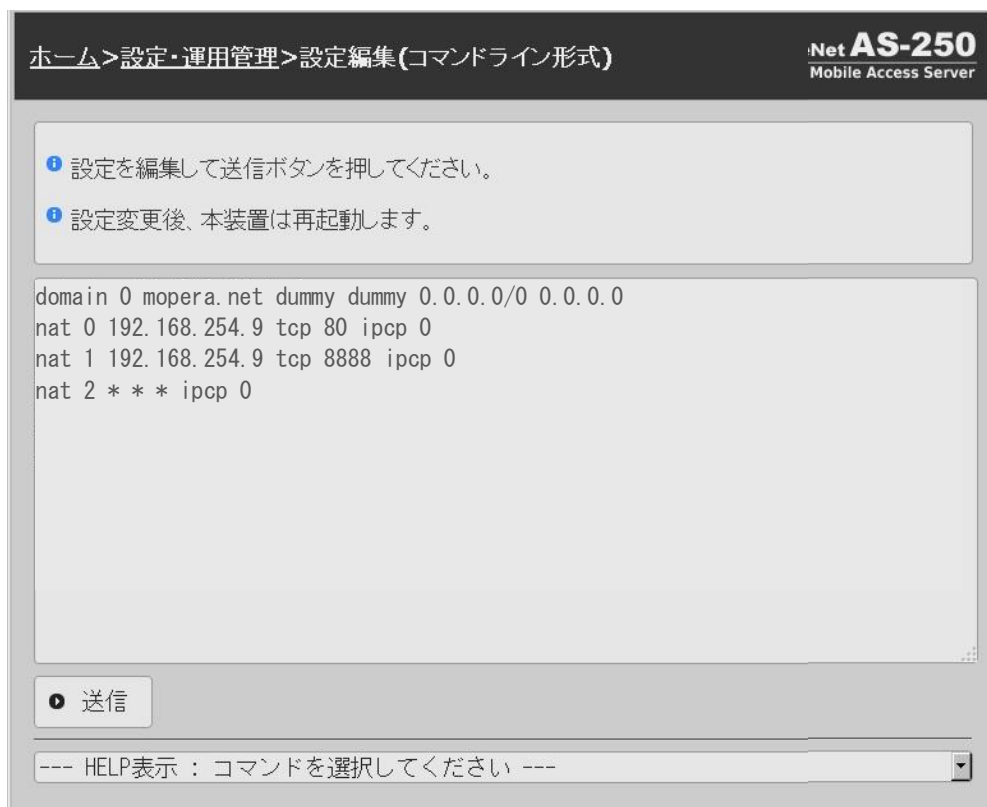 ホーム>設定・運用管理>設定編集(コマンドライン形式)
Net AS-250
Mobile Access Server
設定を編集して送信ボタンを押してください。
設定変更後、本装置は再起動します。
domain 0 mopera.net dummy dummy 0.0.0.0/0 0.0.0.0
nat 0 192.168.254.9 tcp 80 ipcp 0
nat 1 192.168.254.9 tcp 8888 ipcp 0
nat 2 * * * ipcp 0
送信
--- HELP表示 : コマンドを選択してください ---